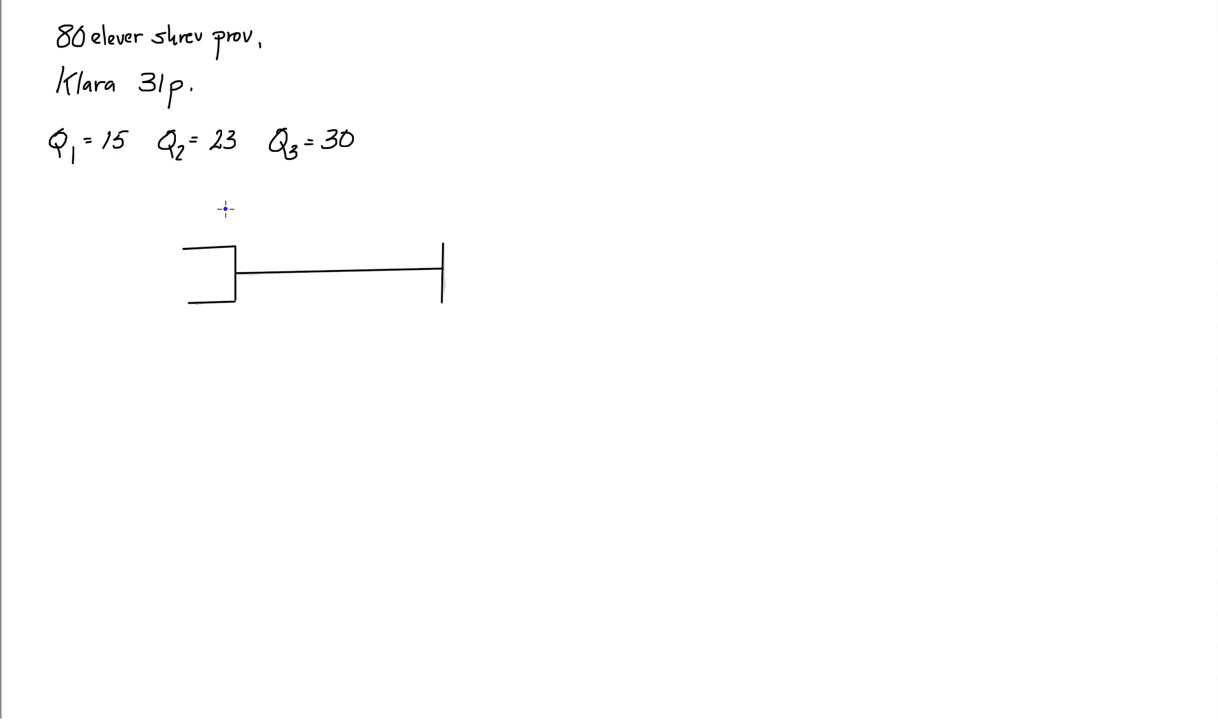 80 elever skrev prov.
Klara 31p.
Q₁ = 15 Q₂ = 23 Q₃ = 30